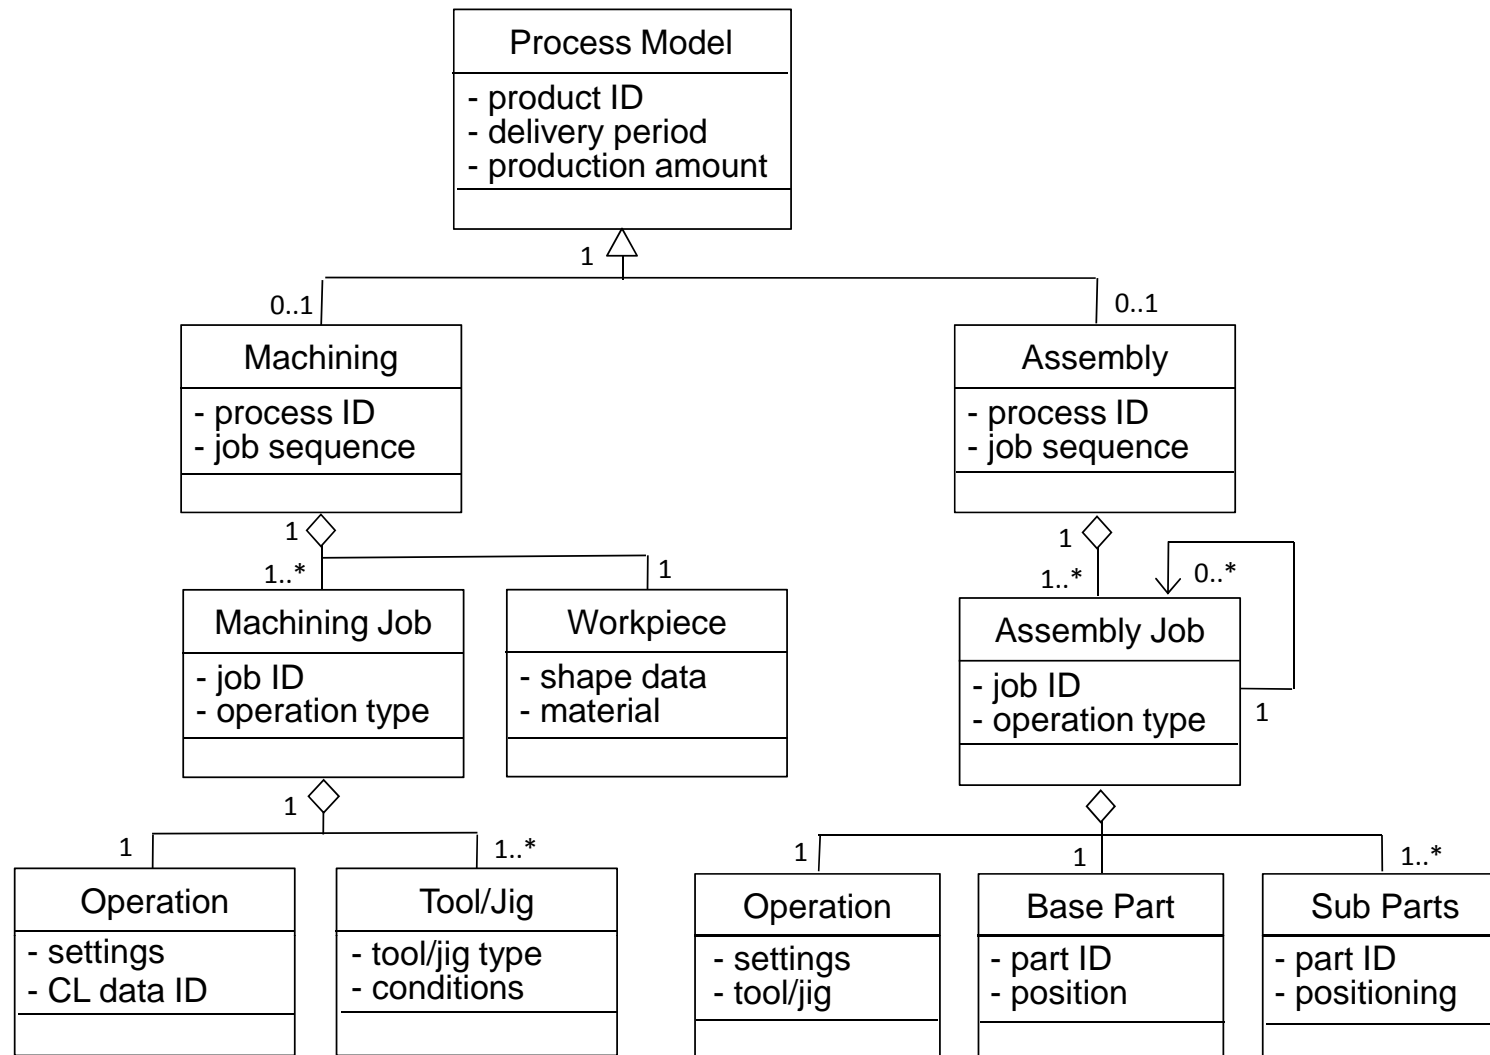 Process Model
- product ID
- delivery period
- production amount
1
0..1
0..1
Machining
- process ID
- job sequence
Assembly
- process ID
- job sequence
1
1..*
1
1
1..*
0..*
Machining Job
- job ID
- operation type
Workpiece
- shape data
- material
Assembly Job
- job ID
- operation type
1
1
1
1..*
1
1
1..*
Operation
- settings
- CL data ID
Tool/Jig
- tool/jig type
- conditions
Operation
- settings
- tool/jig
Base Part
- part ID
- position
Sub Parts
- part ID
- positioning